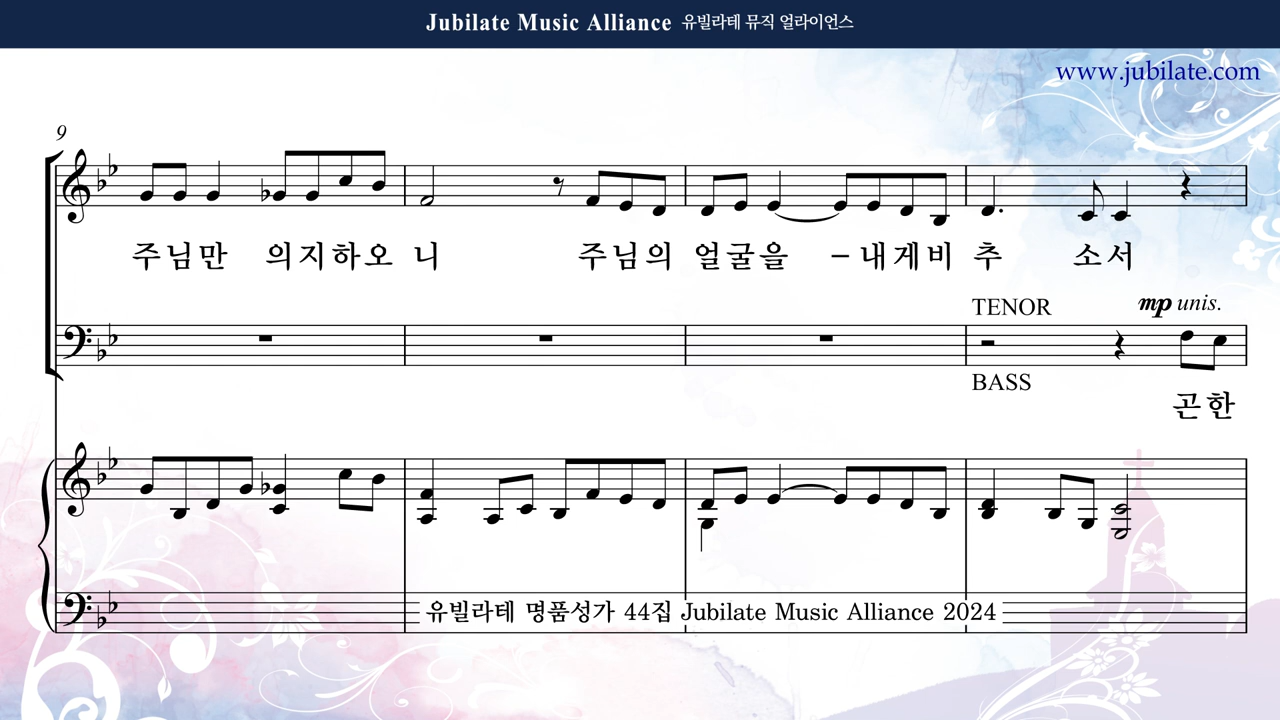 Jubilate Music Alliance 유빌라테 뮤직 얼라이언스
www.jubilate.com
9
주님만 의지하오 니 주님의 얼굴을 -내게비 추 소서
TENOR mp unis.
BASS
곤한
유빌라테 명품성가 44집 Jubilate Music Alliance 2024